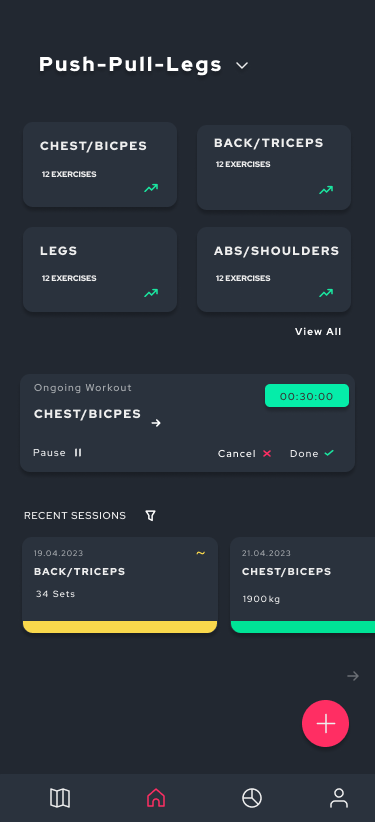 Push-Pull-Legs
CHEST/BICPES
12 EXERCISES
BACK/TRICEPS
12 EXERCISES
LEGS
12 EXERCISES
ABS/SHOULDERS
12 EXERCISES
View All
Ongoing Workout
00:30:00
CHEST/BICPES
Pause
Cancel
Done
RECENT SESSIONS
19.04.2023
BACK/TRICEPS
34 Sets
21.04.2023
CHEST/BICEPS
1900kg